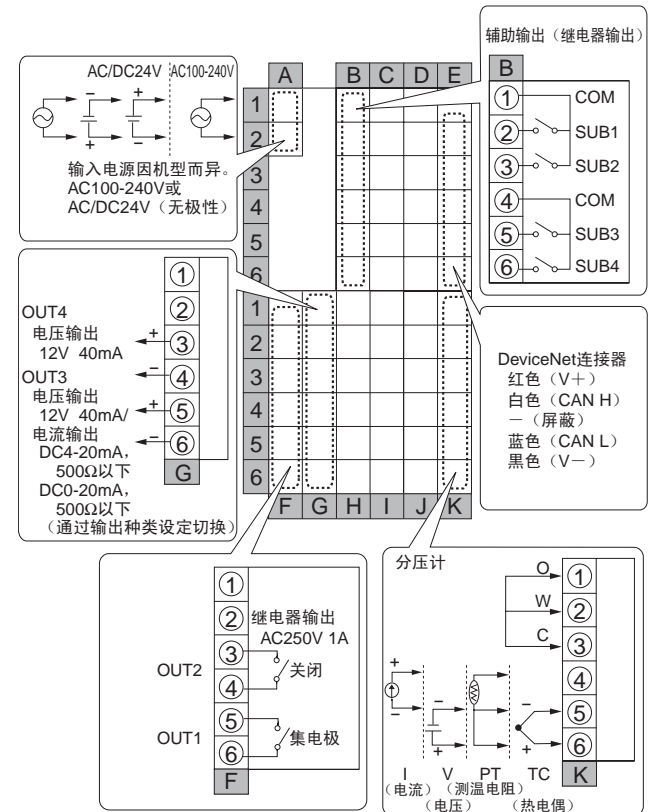 AC/DC24V AC100-240V
− + + −
输入电源因机型而异。
AC100-240V或
AC/DC24V（无极性）
A B C D E
1
2
3
4
5
6
1
2
3
4
5
6
F G H I J K
辅助输出（继电器输出）
B
① COM
② SUB1
③ SUB2
④ COM
⑤ SUB3
⑥ SUB4
①
②
③
④
⑤
⑥
G
OUT4
电压输出
12V 40mA
+
−
OUT3
电压输出
12V 40mA/
+
−
电流输出
DC4-20mA，
500Ω以下
DC0-20mA，
500Ω以下
（通过输出种类设定切换）
DeviceNet连接器
红色（V＋）
白色（CAN H）
－（屏蔽）
蓝色（CAN L）
黑色（V－）
①
② 继电器输出
AC250V 1A
③
OUT2 关闭
④
⑤
OUT1 集电极
⑥
F
分压计
O ①
W ②
C ③
④
⑤
⑥
+ − − + − +
I V PT TC K
（电流）（测温电阻）
（电压） （热电偶）